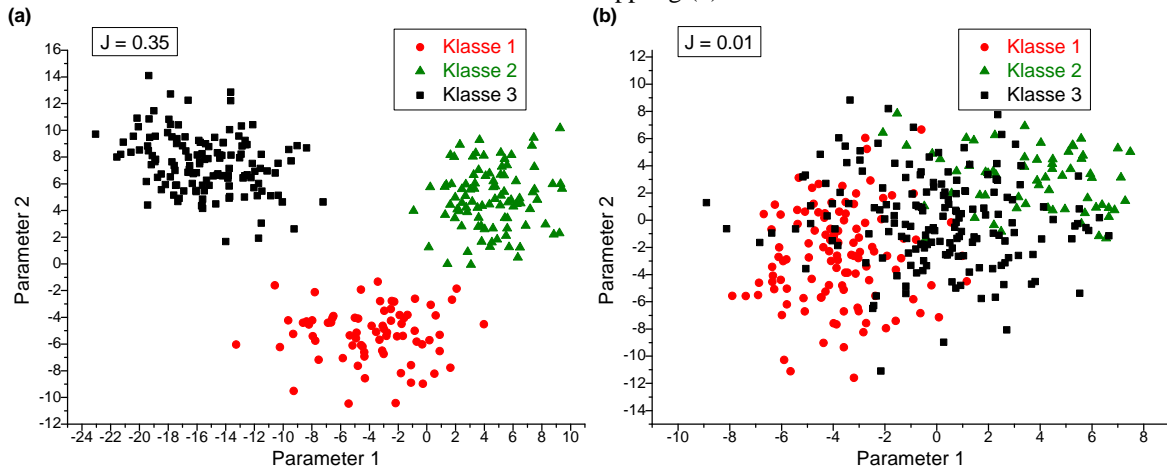 (a)
J = 0.35
Klasse 1
Klasse 2
Klasse 3
Parameter 2
16
14
12
10
8
6
4
2
0
-2
-4
-6
-8
-10
-12
-24 -22 -20 -18 -16 -14 -12 -10 -8 -6 -4 -2 0 2 4 6 8 10
Parameter 1
(b)
J = 0.01
Klasse 1
Klasse 2
Klasse 3
Parameter 2
12
10
8
6
4
2
0
-2
-4
-6
-8
-10
-12
-14
-10 -8 -6 -4 -2 0 2 4 6 8
Parameter 1